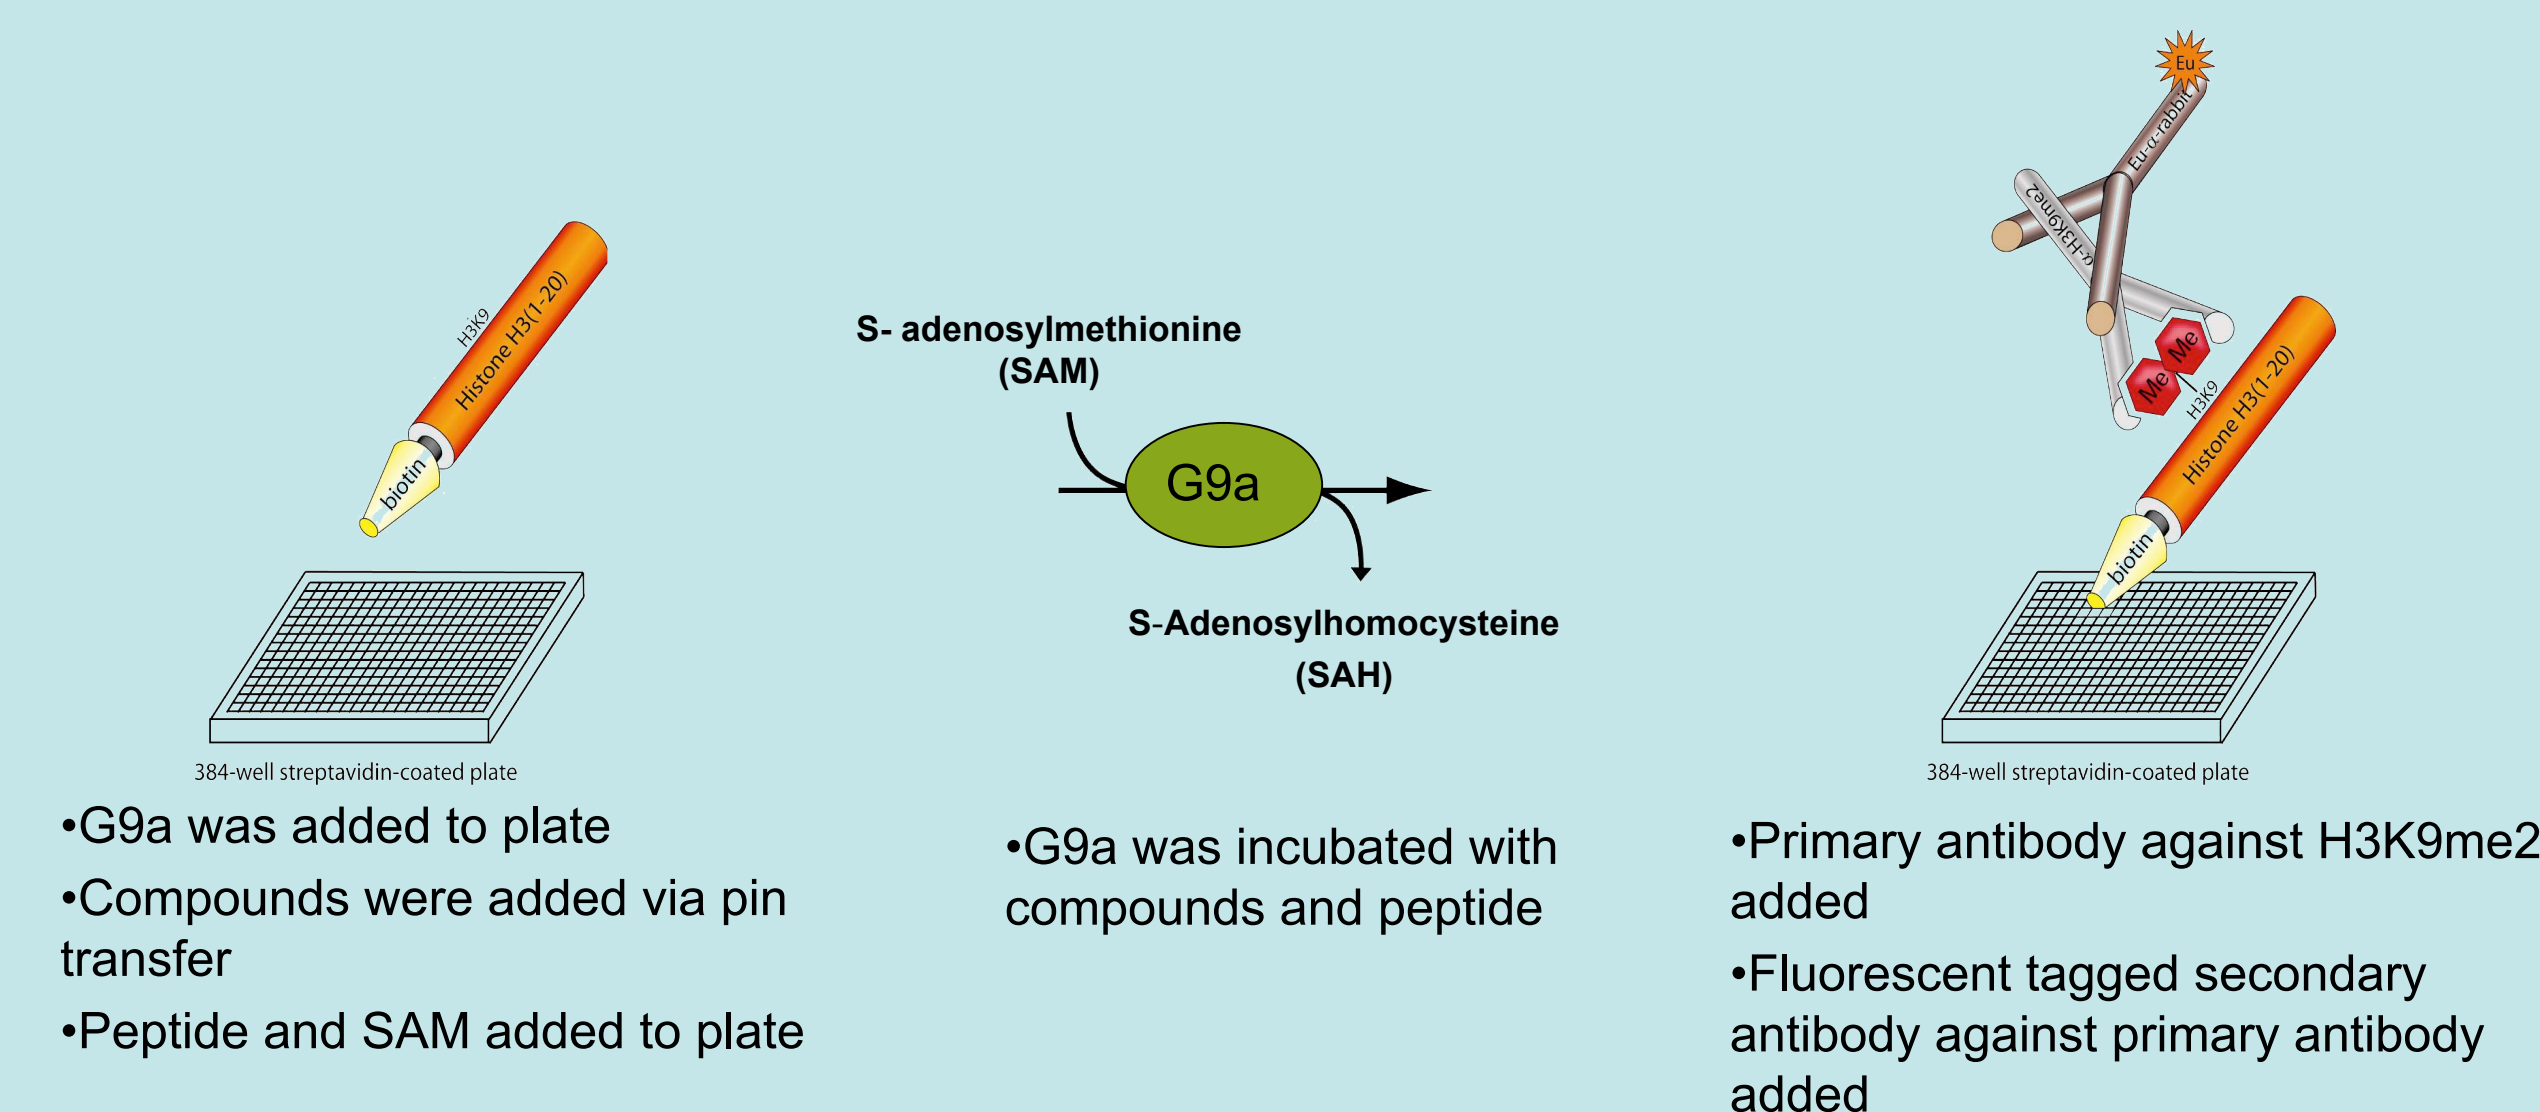 H3K9
Histone H3(1-20)
biotin
384-well streptavidin-coated plate
•G9a was added to plate
•Compounds were added via pin
transfer
•Peptide and SAM added to plate
S- adenosylmethionine
(SAM)
G9a
S-Adenosylhomocysteine
(SAH)
•G9a was incubated with
compounds and peptide
Eu
Eu-α-rabbit
α-H3K9me2
Me
Me
H3K9
Histone H3(1-20)
biotin
384-well streptavidin-coated plate
•Primary antibody against H3K9me2
added
•Fluorescent tagged secondary
antibody against primary antibody
added